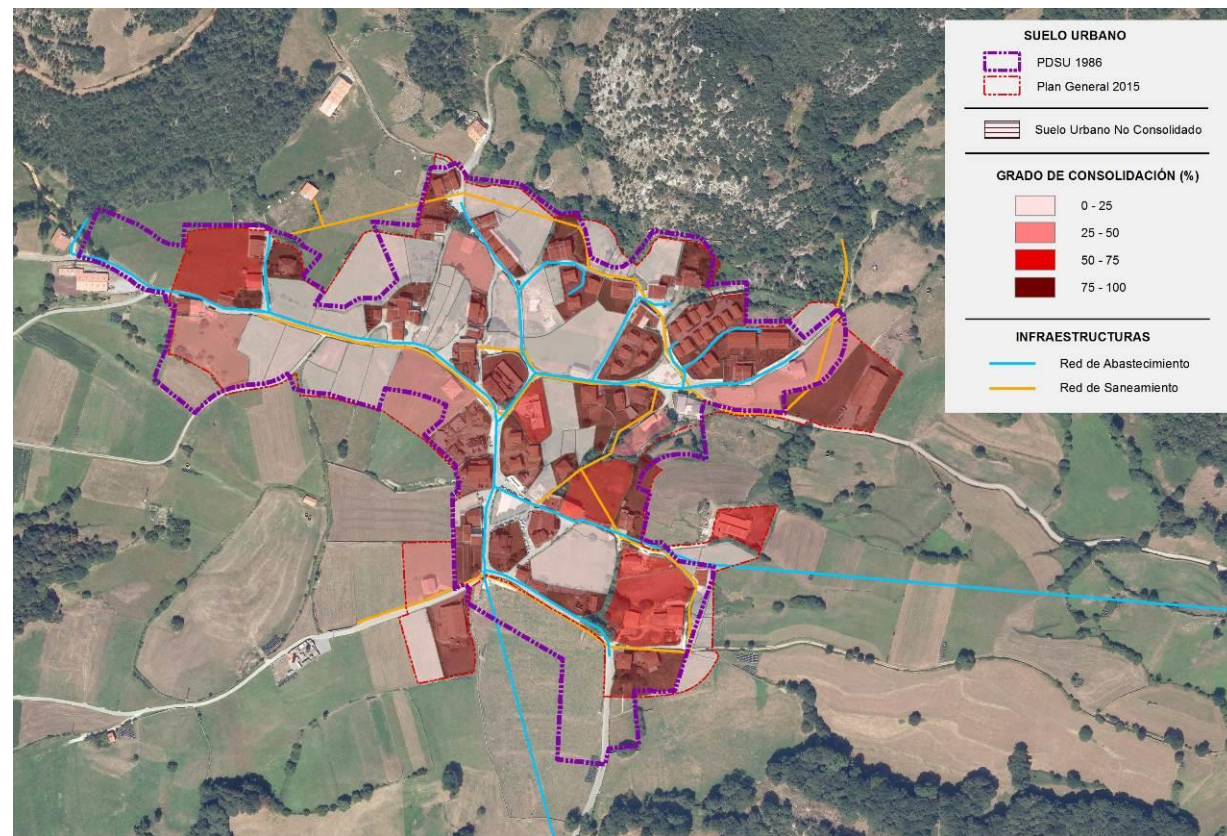 SUELO URBANO
PDSU 1986
Plan General 2015
Suelo Urbano No Consolidado
GRADO DE CONSOLIDACIÓN (%)
0 - 25
25 - 50
50 - 75
75 - 100
INFRAESTRUCTURAS
Red de Abastecimiento
Red de Saneamiento